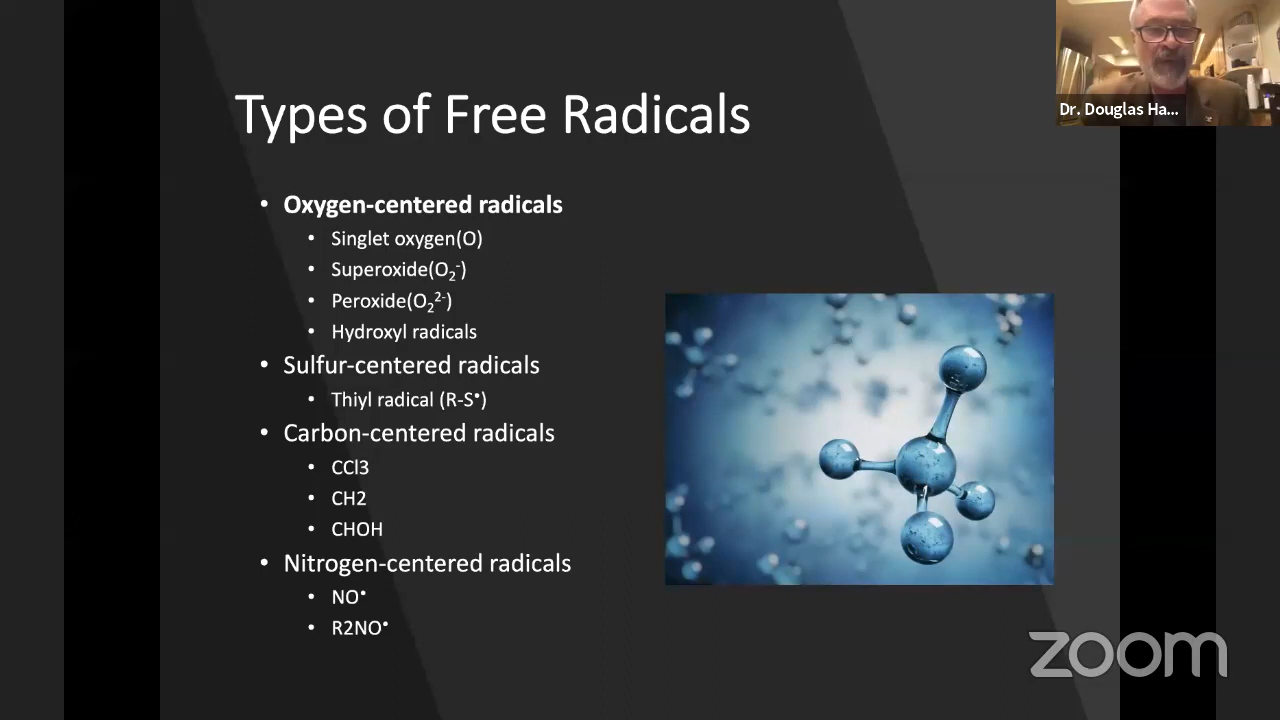 Types of Free Radicals
• Oxygen-centered radicals
• Singlet oxygen(O)
• Superoxide(O₂⁻)
• Peroxide(O₂²⁻)
• Hydroxyl radicals
• Sulfur-centered radicals
• Thiyl radical (R-S•)
• Carbon-centered radicals
• CCl3
• CH2
• CHOH
• Nitrogen-centered radicals
• NO•
• R2NO•
Dr. Douglas Ha...
zoom